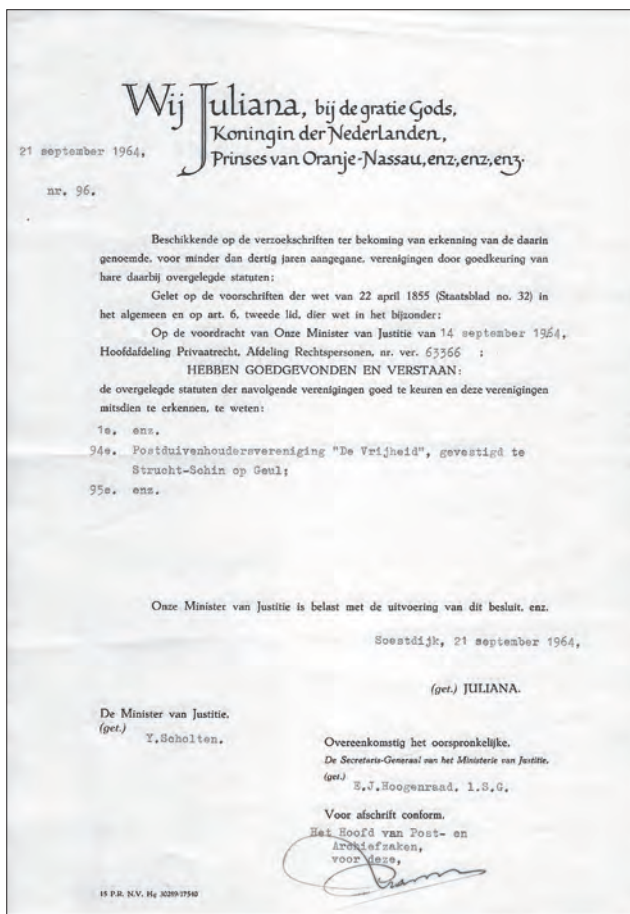 Wij Juliana, bij de gratie Gods,
Koningin der Nederlanden,
Prinses van Oranje-Nassau, enz., enz., enz.
21 september 1964,
nr. 96.
Beschikkende op de verzoekschriften ter bekoming van erkenning van de daarin
genoemde, voor minder dan dertig jaren aangegane, verenigingen door goedkeuring van
hare daarbij overgelegde statuten;
Gelet op de voorschriften der wet van 22 april 1855 (Staatsblad no. 32) in
het algemeen en op art. 6, tweede lid, dier wet in het bijzonder;
Op de voordracht van Onze Minister van Justitie van 14 september 1964,
Hoofdafdeling Privaatrecht, Afdeling Rechtspersonen, nr. ver. 63366 ;
HEBBEN GOEDGEVONDEN EN VERSTAAN:
de overgelegde statuten der navolgende verenigingen goed te keuren en deze verenigingen
mitsdien te erkennen, te weten:
1e. enz.
94e. Postduivenhoudersvereniging "De Vrijheid", gevestigd te
Strucht-Schin op Geul;
95e. enz.
Onze Minister van Justitie is belast met de uitvoering van dit besluit, enz.
Soestdijk, 21 september 1964,
(get.) JULIANA.
De Minister van Justitie,
(get.)
Y.Scholten.
Overeenkomstig het oorspronkelijke,
De Secretaris-Generaal van het Ministerie van Justitie,
(get.)
E.J.Hoogenraad, l.S.G.
Voor afschrift conform,
Het Hoofd van Post- en
Archiefzaken,
voor deze,
15 P.R. N.V. Hg 30289/27540